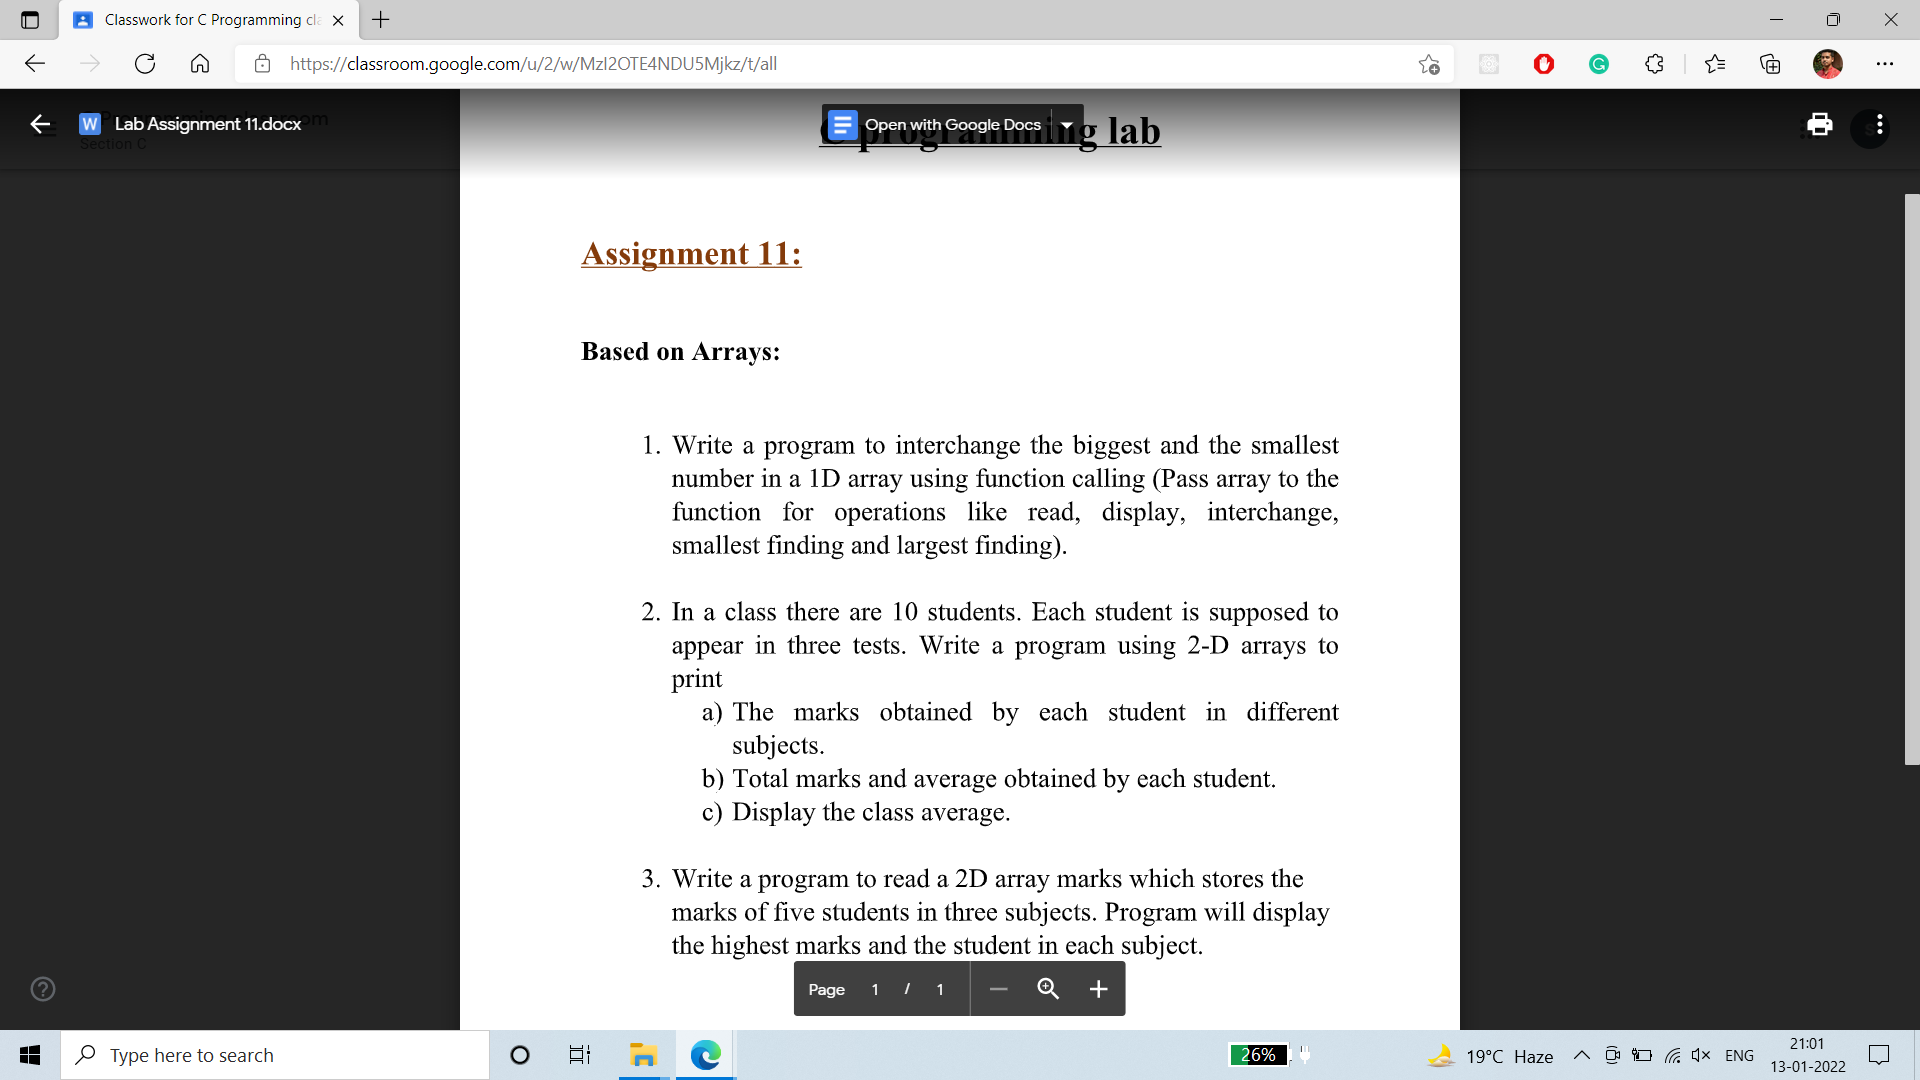 Classwork for C Programming cla
https://classroom.google.com/u/2/w/MzI2OTE4NDU5Mjkz/t/all
Lab Assignment 11.docx
Section C
Open with Google Docs
C programming lab
Assignment 11:
Based on Arrays:
1. Write a program to interchange the biggest and the smallest
number in a 1D array using function calling (Pass array to the
function for operations like read, display, interchange,
smallest finding and largest finding).
2. In a class there are 10 students. Each student is supposed to
appear in three tests. Write a program using 2-D arrays to
print
a) The marks obtained by each student in different
subjects.
b) Total marks and average obtained by each student.
c) Display the class average.
3. Write a program to read a 2D array marks which stores the
marks of five students in three subjects. Program will display
the highest marks and the student in each subject.
Page 1 / 1
Type here to search
26%
19°C Haze
ENG
21:01
13-01-2022